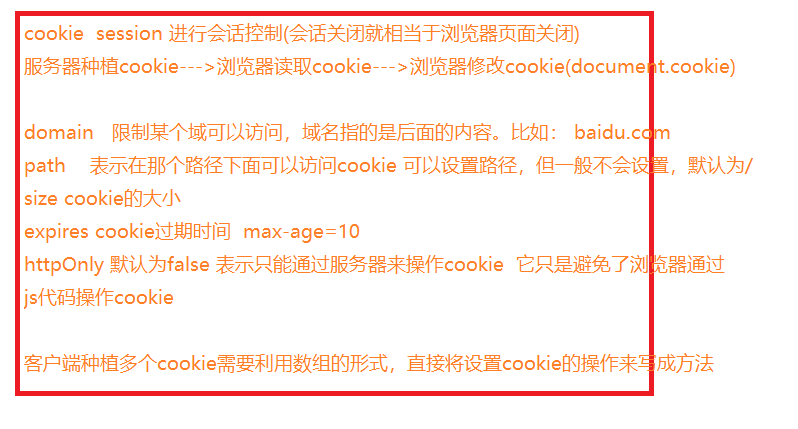 cookie  session 进行会话控制(会话关闭就相当于浏览器页面关闭)
服务器种植cookie--->浏览器读取cookie--->浏览器修改cookie(document.cookie)
domain   限制某个域可以访问，域名指的是后面的内容。比如： baidu.com
path    表示在那个路径下面可以访问cookie 可以设置路径，但一般不会设置，默认为/
size cookie的大小
expires cookie过期时间  max-age=10
httpOnly 默认为false 表示只能通过服务器来操作cookie  它只是避免了浏览器通过
js代码操作cookie
客户端种植多个cookie需要利用数组的形式，直接将设置cookie的操作来写成方法